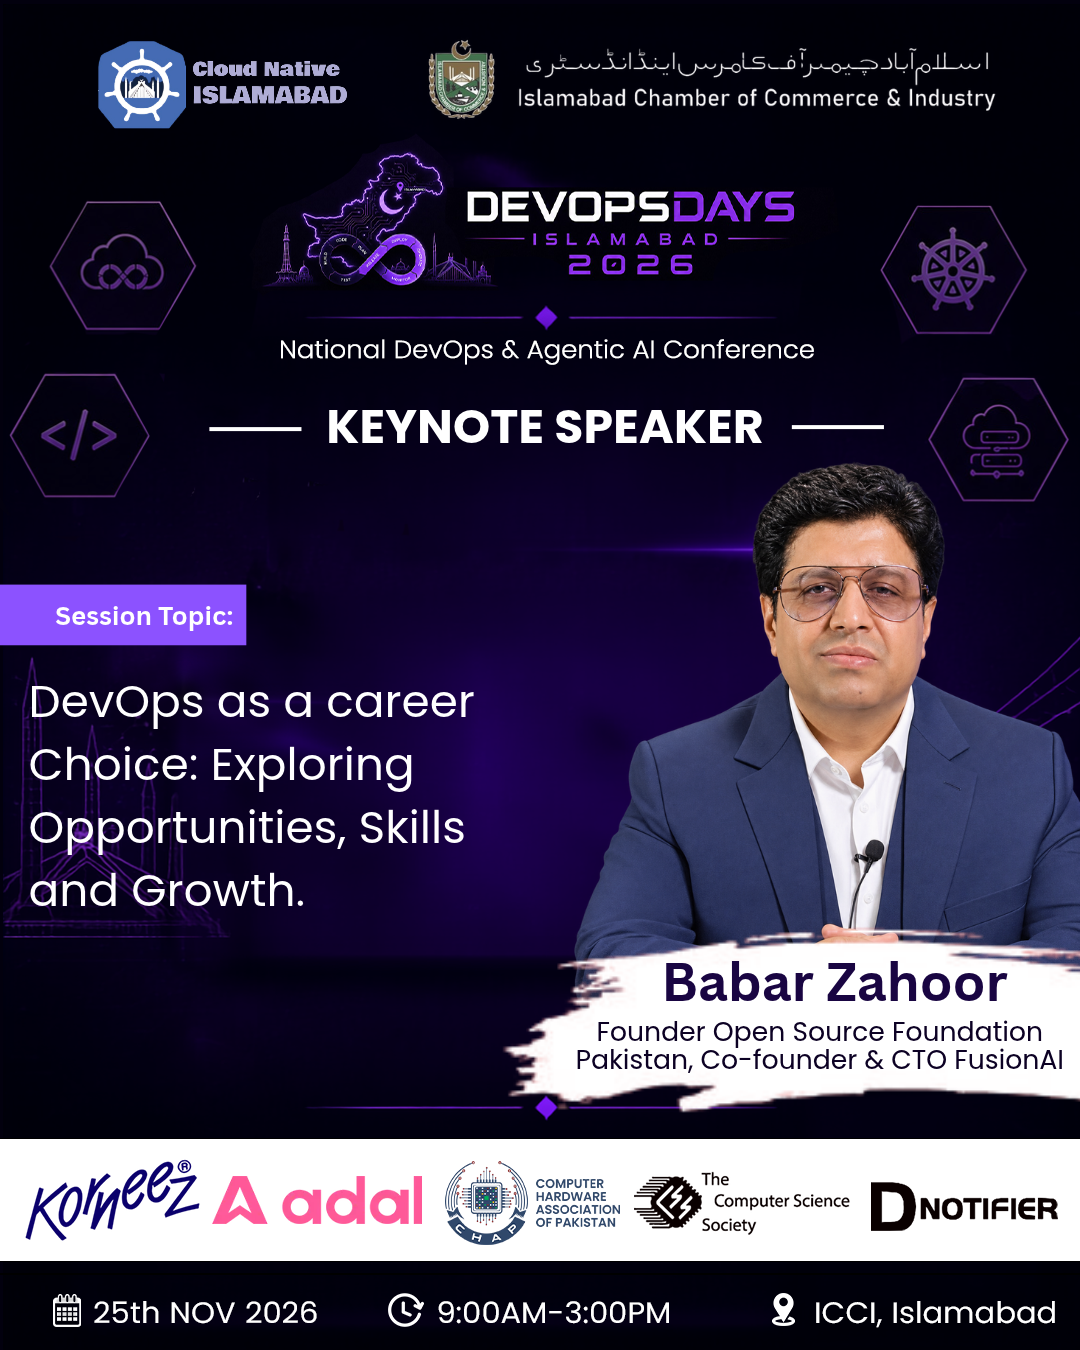 Cloud Native
ISLAMABAD
اسلام آباد چیمبر آف کامرس اینڈ انڈسٹری
Islamabad Chamber of Commerce & Industry
DEVOPSDAYS
ISLAMABAD
2026
National DevOps & Agentic AI Conference
KEYNOTE SPEAKER
</>
Session Topic:
DevOps as a career
Choice: Exploring
Opportunities, Skills
and Growth.
Babar Zahoor
Founder Open Source Foundation
Pakistan, Co-founder & CTO FusionAI
Korneez®
adal
CHAP
COMPUTER
HARDWARE
ASSOCIATION
OF PAKISTAN
The
Computer Science
Society
DNOTIFIER
25th NOV 2026
9:00AM-3:00PM
ICCI, Islamabad